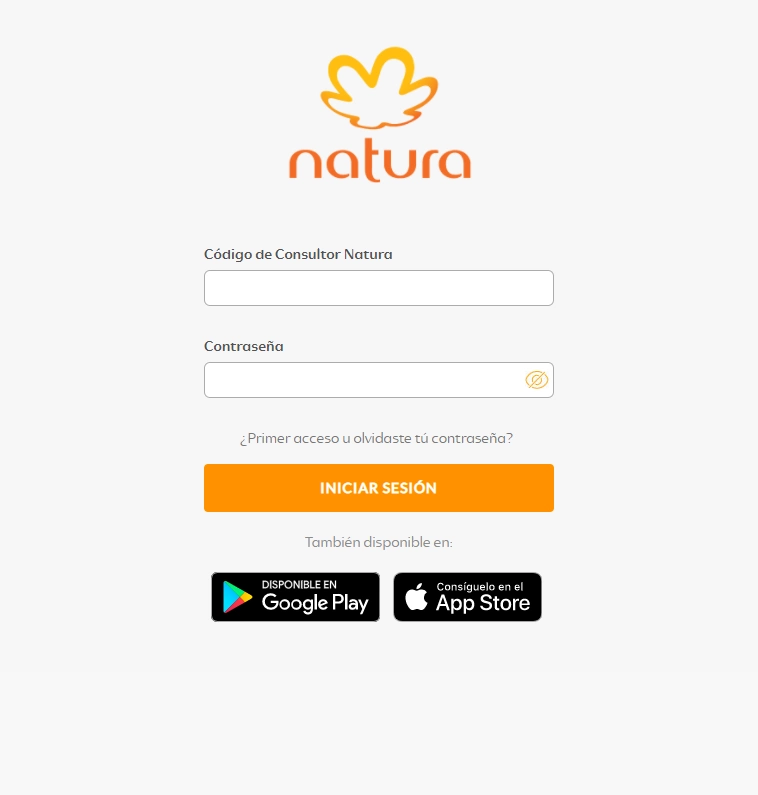 natura
Código de Consultor Natura
Contraseña
¿Primer acceso u olvidaste tú contraseña?
INICIAR SESIÓN
También disponible en:
DISPONIBLE EN
Google Play
Consíguelo en el
App Store